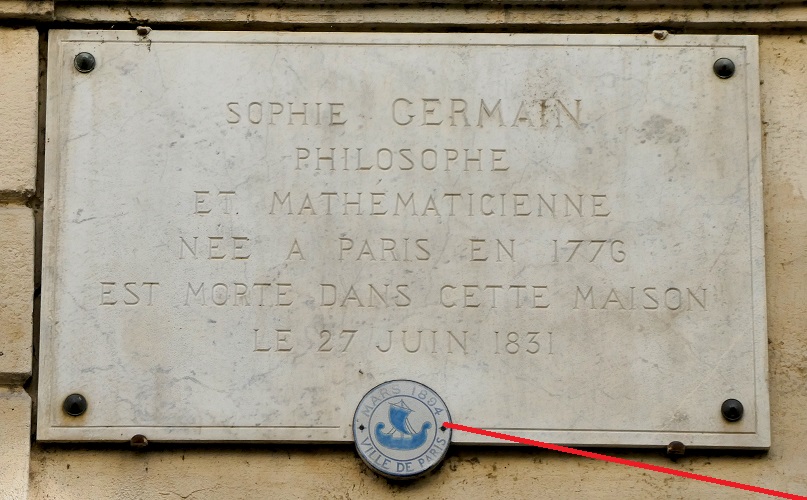 SOPHIE GERMAIN
PHILOSOPHE
ET MATHÉMATICIENNE
NÉE A PARIS EN 1776
EST MORTE DANS CETTE MAISON
LE 27 JUIN 1831
MARS 1894
VILLE DE PARIS